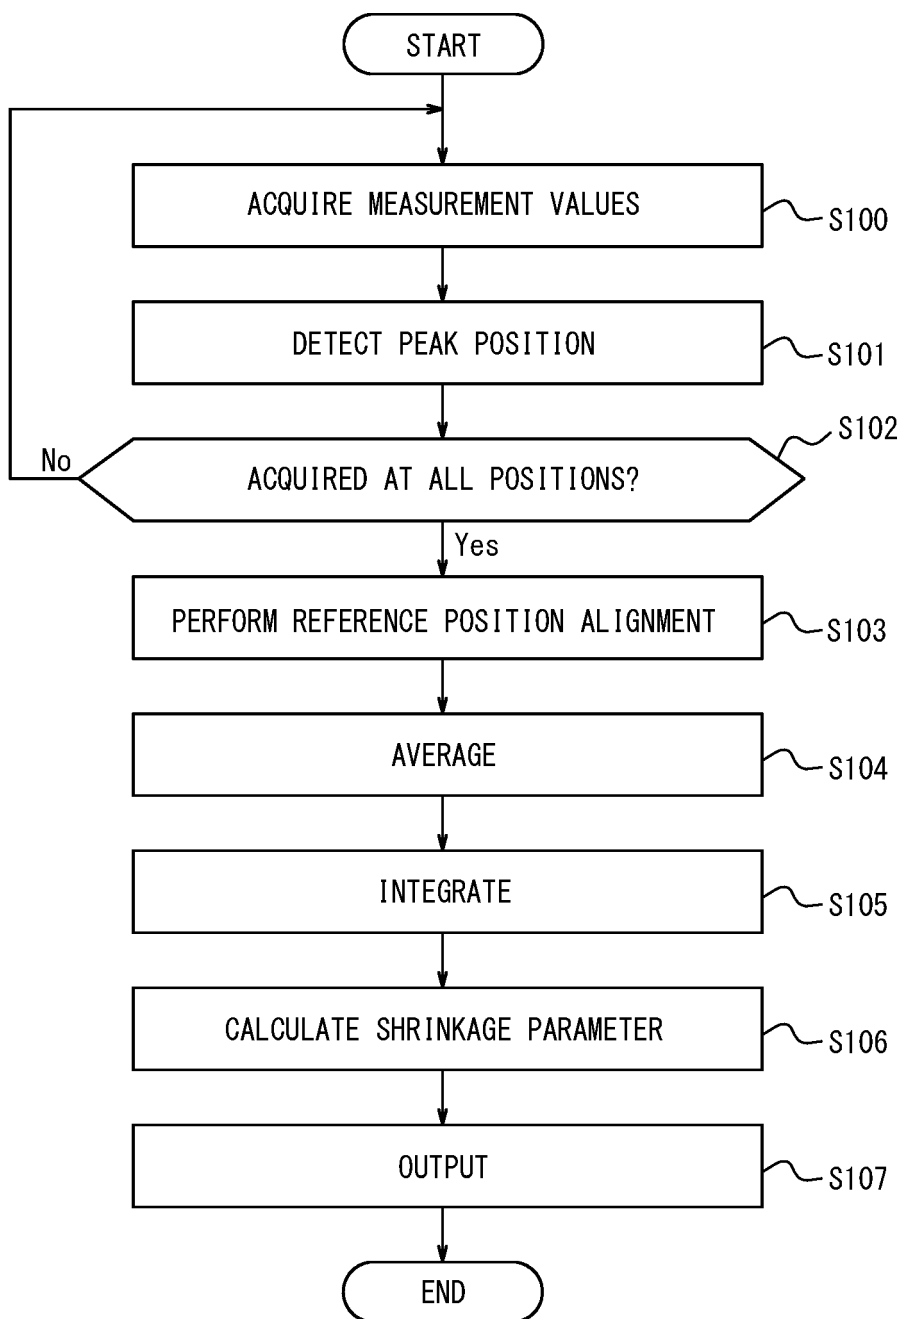 START
ACQUIRE MEASUREMENT VALUES
S100
DETECT PEAK POSITION
S101
S102
No
ACQUIRED AT ALL POSITIONS?
Yes
PERFORM REFERENCE POSITION ALIGNMENT
S103
AVERAGE
S104
INTEGRATE
S105
CALCULATE SHRINKAGE PARAMETER
S106
OUTPUT
S107
END